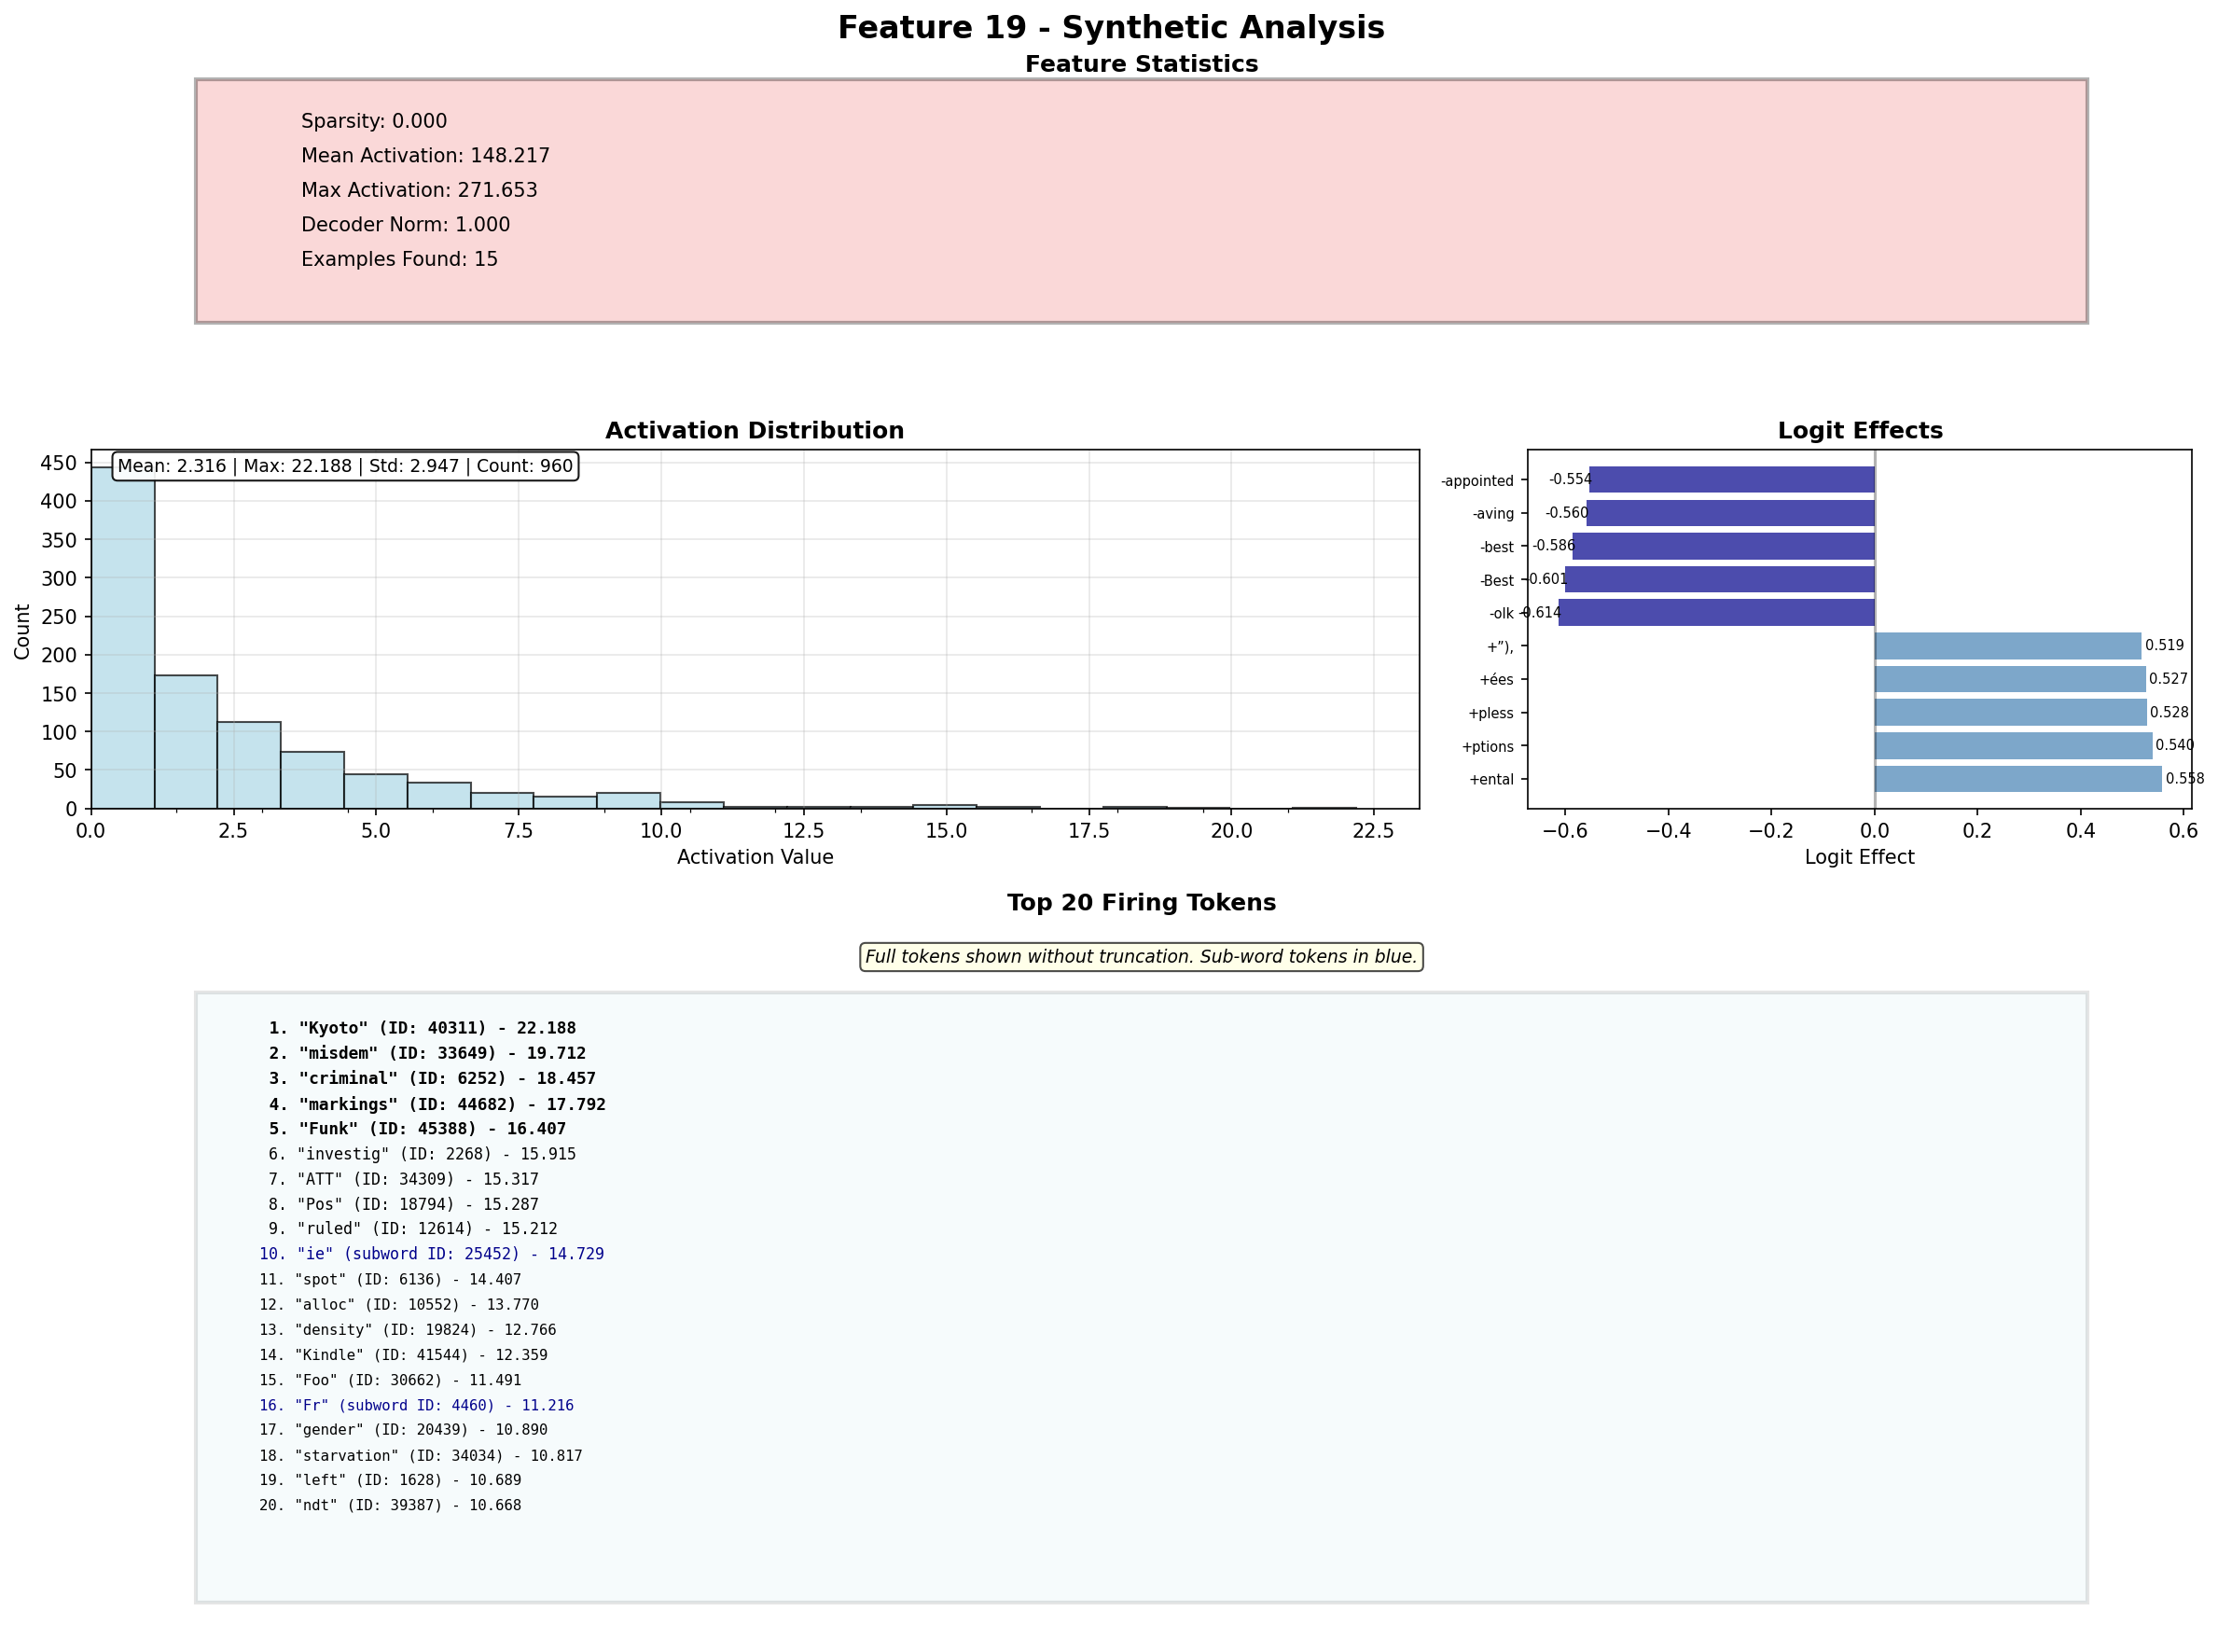 Feature 19 - Synthetic Analysis
Feature Statistics
Sparsity: 0.000
Mean Activation: 148.217
Max Activation: 271.653
Decoder Norm: 1.000
Examples Found: 15
Activation Distribution
Mean: 2.316 | Max: 22.188 | Std: 2.947 | Count: 960
450
400
350
300
250
200
150
100
50
0
Count
0.0 2.5 5.0 7.5 10.0 12.5 15.0 17.5 20.0 22.5
Activation Value
Logit Effects
-appointed -0.554
-aving -0.560
-best -0.586
-Best -0.601
-olk -0.614
+”), 0.519
+ées 0.527
+pless 0.528
+ptions 0.540
+ental 0.558
−0.6 −0.4 −0.2 0.0 0.2 0.4 0.6
Logit Effect
Top 20 Firing Tokens
Full tokens shown without truncation. Sub-word tokens in blue.
1. "Kyoto" (ID: 40311) - 22.188
2. "misdem" (ID: 33649) - 19.712
3. "criminal" (ID: 6252) - 18.457
4. "markings" (ID: 44682) - 17.792
5. "Funk" (ID: 45388) - 16.407
6. "investig" (ID: 2268) - 15.915
7. "ATT" (ID: 34309) - 15.317
8. "Pos" (ID: 18794) - 15.287
9. "ruled" (ID: 12614) - 15.212
10. "ie" (subword ID: 25452) - 14.729
11. "spot" (ID: 6136) - 14.407
12. "alloc" (ID: 10552) - 13.770
13. "density" (ID: 19824) - 12.766
14. "Kindle" (ID: 41544) - 12.359
15. "Foo" (ID: 30662) - 11.491
16. "Fr" (subword ID: 4460) - 11.216
17. "gender" (ID: 20439) - 10.890
18. "starvation" (ID: 34034) - 10.817
19. "left" (ID: 1628) - 10.689
20. "ndt" (ID: 39387) - 10.668